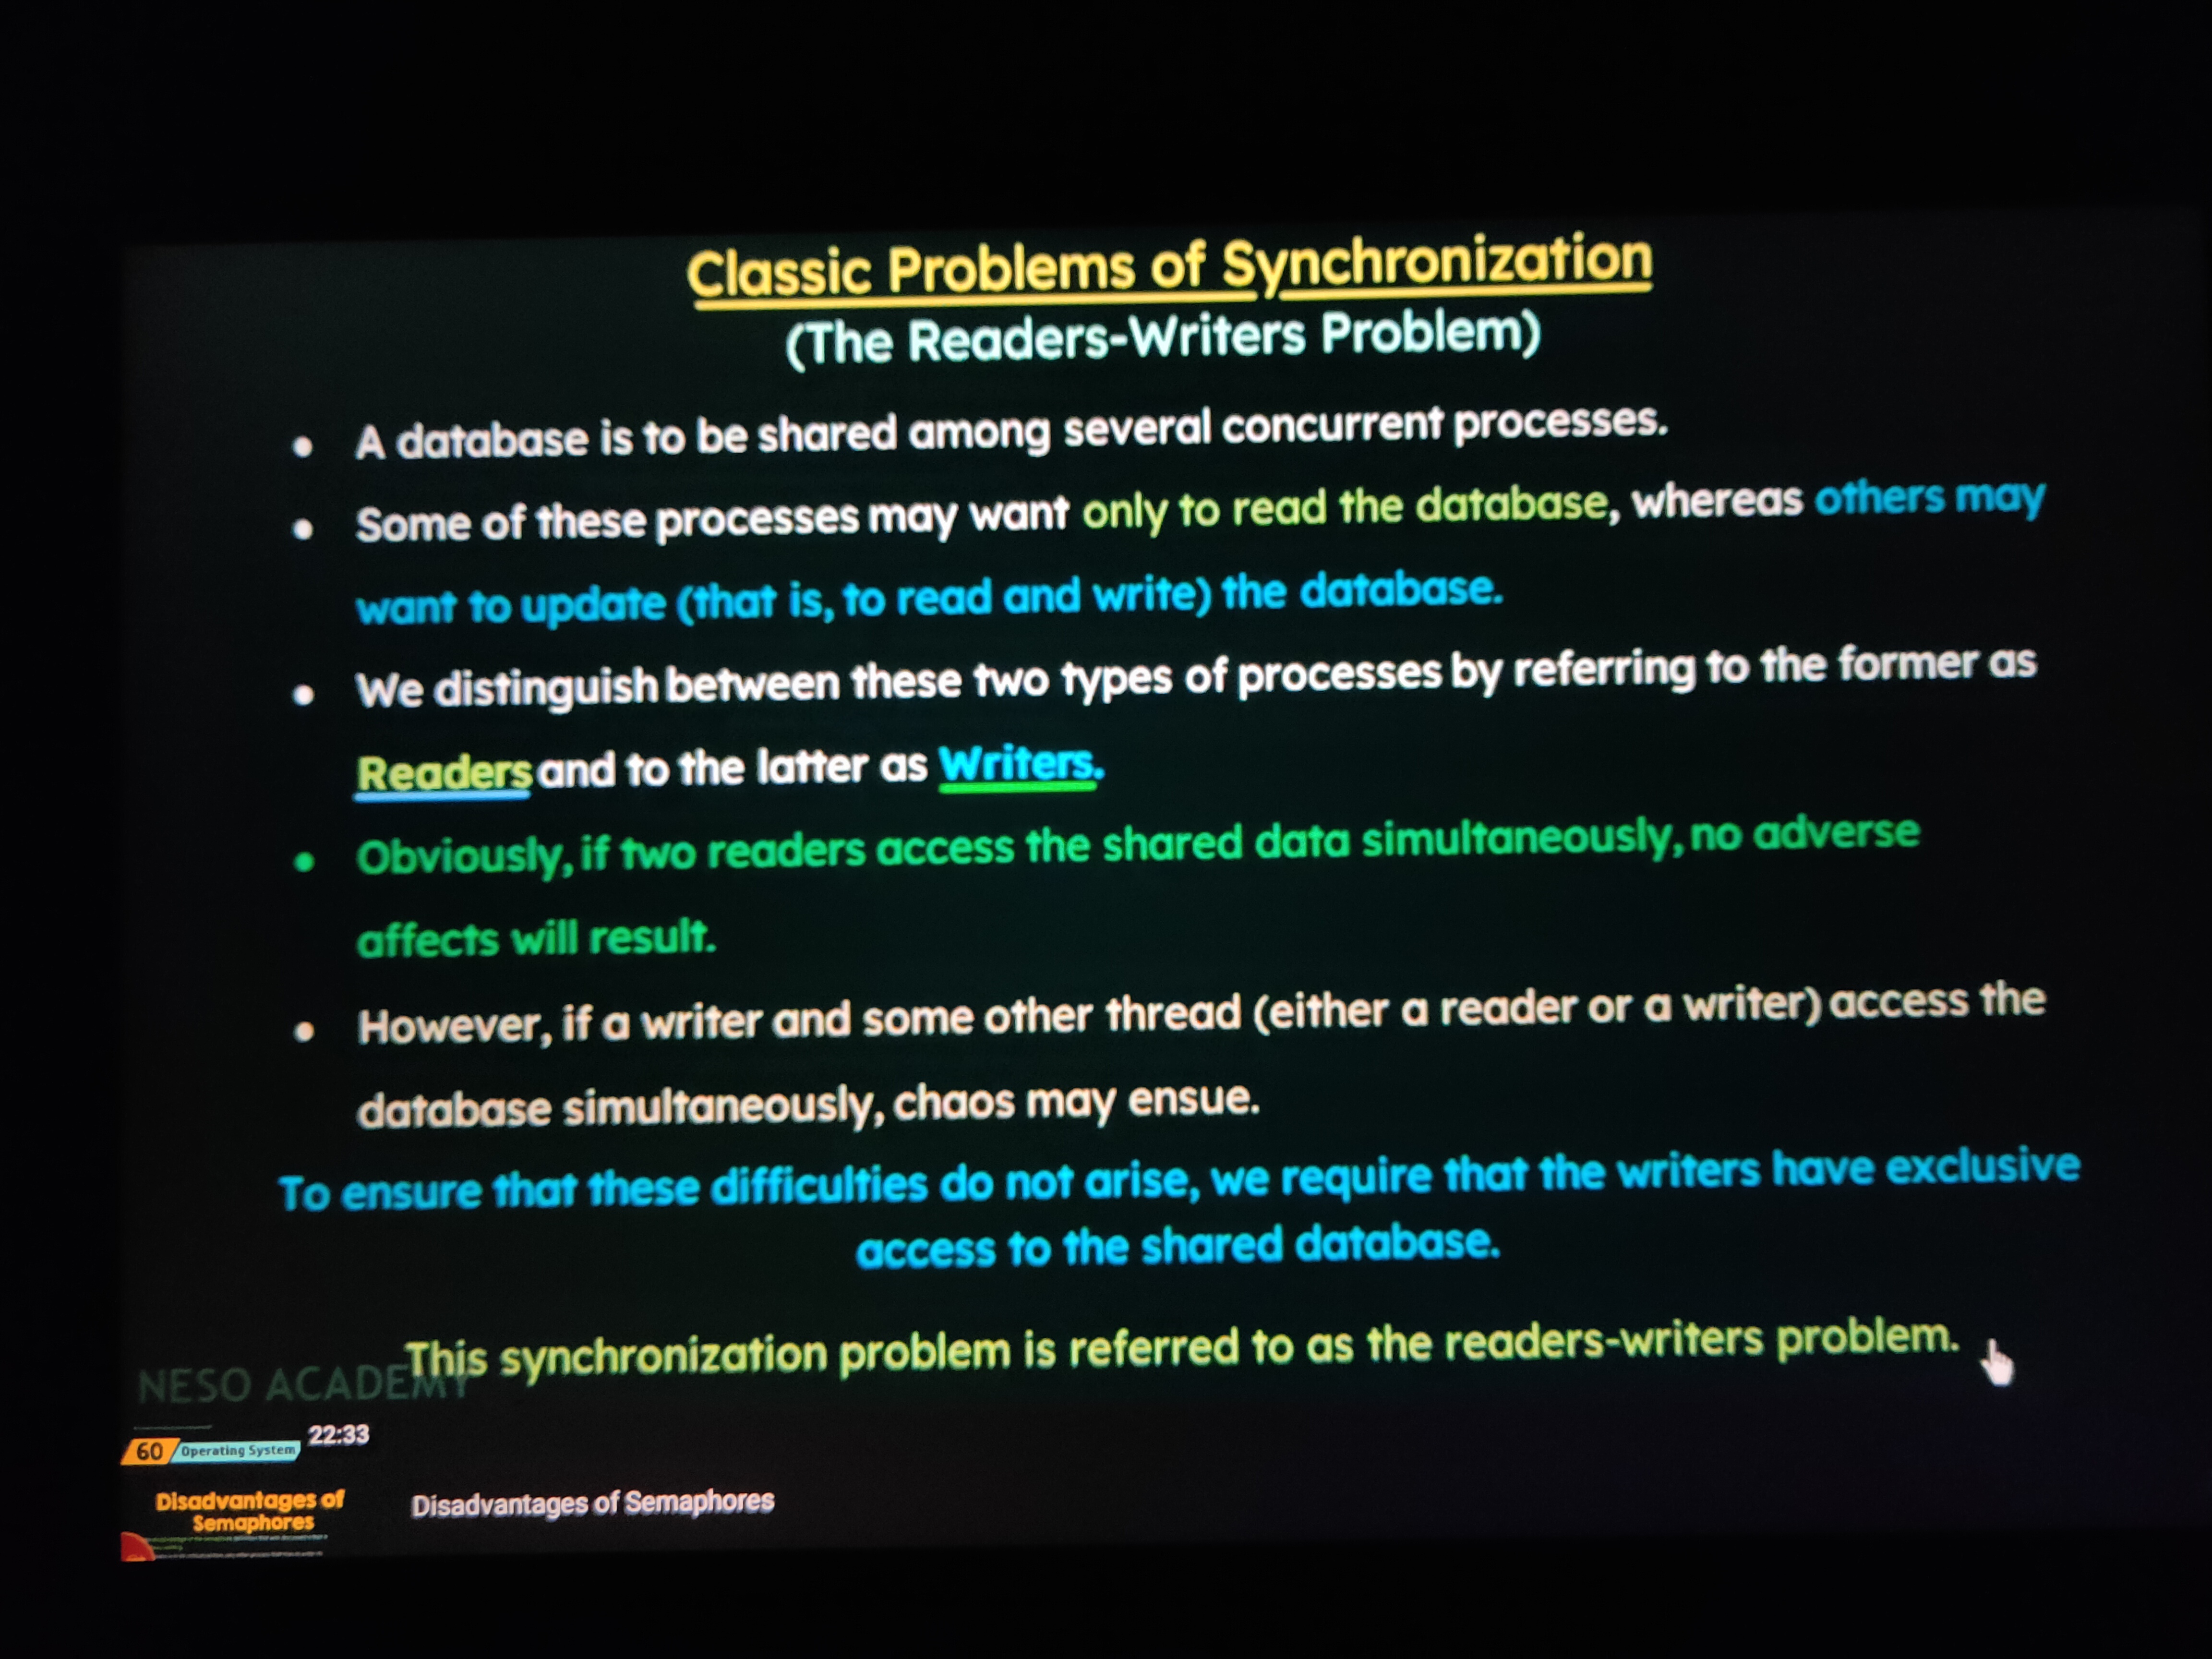 Classic Problems of Synchronization
(The Readers-Writers Problem)
• A database is to be shared among several concurrent processes.
• Some of these processes may want only to read the database, whereas others may
want to update (that is, to read and write) the database.
• We distinguish between these two types of processes by referring to the former as
Readers and to the latter as Writers.
• Obviously, if two readers access the shared data simultaneously, no adverse
affects will result.
• However, if a writer and some other thread (either a reader or a writer) access the
database simultaneously, chaos may ensue.
To ensure that these difficulties do not arise, we require that the writers have exclusive
access to the shared database.
This synchronization problem is referred to as the readers-writers problem.
NESO ACADEMY
60 Operating System
22:33
Disadvantages of
Semaphores
Disadvantages of Semaphores